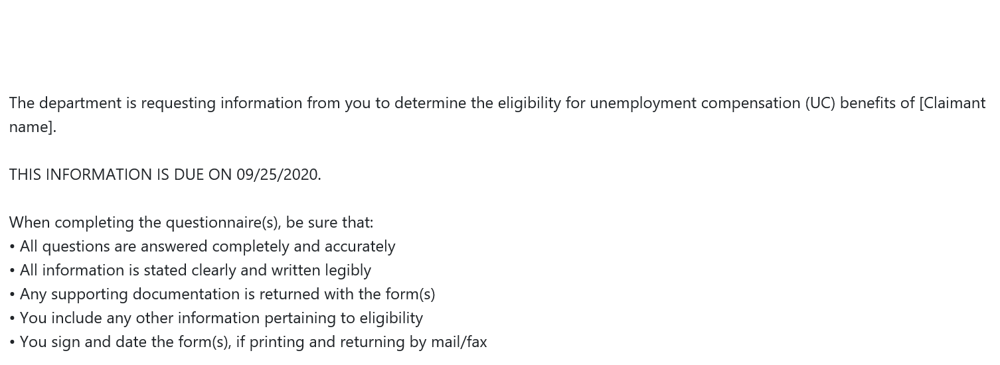 The department is requesting information from you to determine the eligibility for unemployment compensation (UC) benefits of [Claimant
name].
THIS INFORMATION IS DUE ON 09/25/2020.
When completing the questionnaire(s), be sure that:
• All questions are answered completely and accurately
• All information is stated clearly and written legibly
• Any supporting documentation is returned with the form(s)
• You include any other information pertaining to eligibility
• You sign and date the form(s), if printing and returning by mail/fax